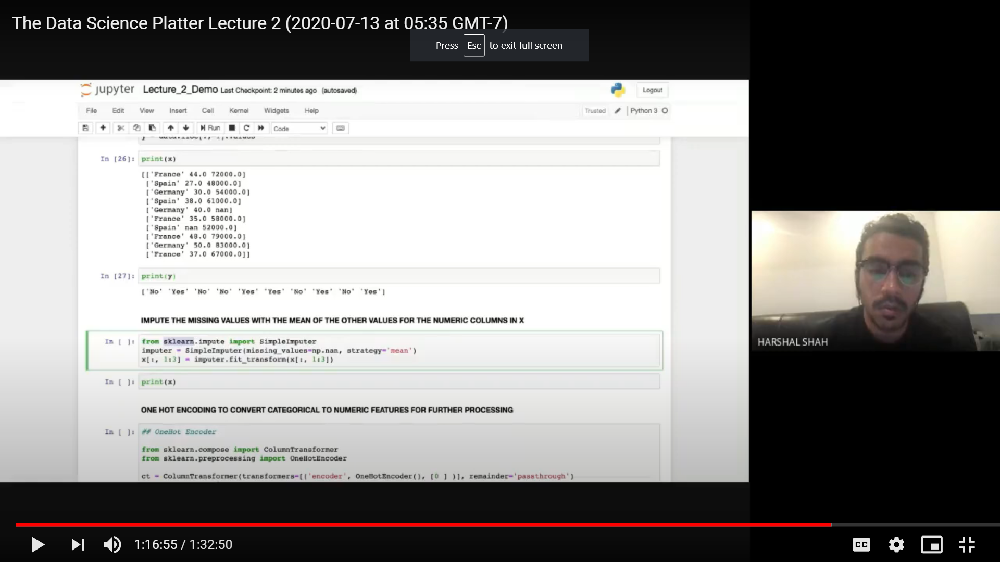 The Data Science Platter Lecture 2 (2020-07-13 at 05:35 GMT-7)
Press Esc to exit full screen
jupyter Lecture_2_Demo Last Checkpoint: 2 minutes ago (autosaved)
Logout
File Edit View Insert Cell Kernel Widgets Help
Trusted Python 3
Run Code
In [26]: print(x)
[['France' 44.0 72000.0]
['Spain' 27.0 48000.0]
['Germany' 30.0 54000.0]
['Spain' 38.0 61000.0]
['Germany' 40.0 nan]
['France' 35.0 58000.0]
['Spain' nan 52000.0]
['France' 48.0 79000.0]
['Germany' 50.0 83000.0]
['France' 37.0 67000.0]]
In [27]: print(y)
['No' 'Yes' 'No' 'No' 'Yes' 'Yes' 'No' 'Yes' 'No' 'Yes']
IMPUTE THE MISSING VALUES WITH THE MEAN OF THE OTHER VALUES FOR THE NUMERIC COLUMNS IN X
In [ ]: from sklearn.impute import SimpleImputer
imputer = SimpleImputer(missing_values=np.nan, strategy='mean')
x[:, 1:3] = imputer.fit_transform(x[:, 1:3])
In [ ]: print(x)
ONE HOT ENCODING TO CONVERT CATEGORICAL TO NUMERIC FEATURES FOR FURTHER PROCESSING
In [ ]: ## OneHot Encoder
from sklearn.compose import ColumnTransformer
from sklearn.preprocessing import OneHotEncoder
ct = ColumnTransformer(transformers=[('encoder', OneHotEncoder(), [0 ] )], remainder='passthrough')
HARSHAL SHAH
1:16:55 / 1:32:50
CC